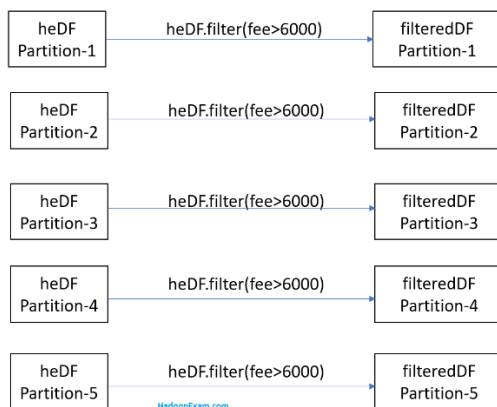 heDF
Partition-1
heDF.filter(fee>6000)
filteredDF
Partition-1
heDF
Partition-2
heDF.filter(fee>6000)
filteredDF
Partition-2
heDF
Partition-3
heDF.filter(fee>6000)
filteredDF
Partition-3
heDF
Partition-4
heDF.filter(fee>6000)
filteredDF
Partition-4
heDF
Partition-5
heDF.filter(fee>6000)
filteredDF
Partition-5
HadoopExam.com